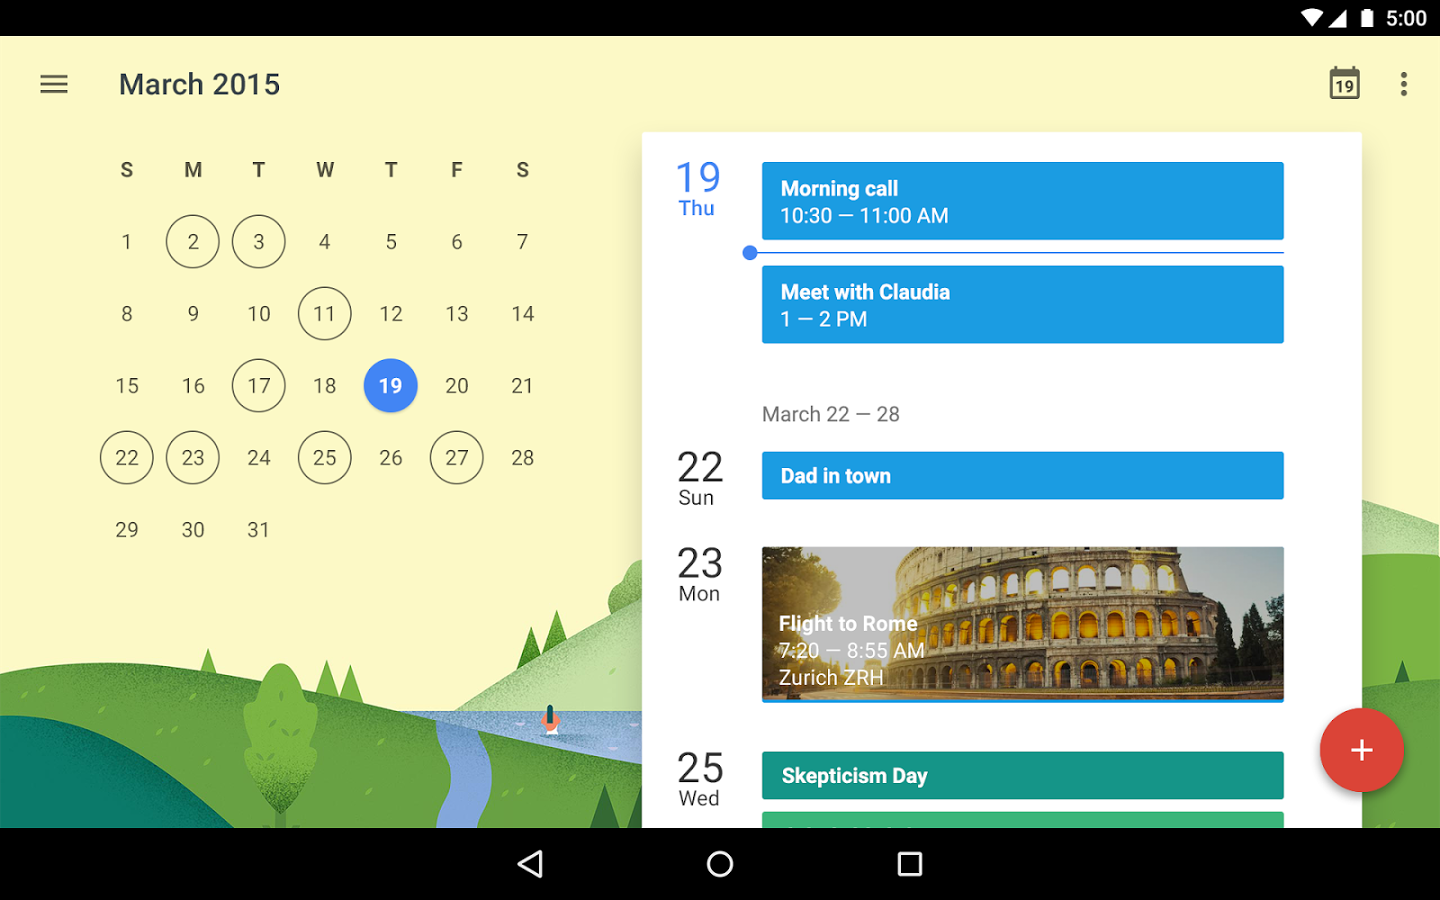 5:00
March 2015
19
S M T W T F S
1 2 3 4 5 6 7
8 9 10 11 12 13 14
15 16 17 18 19 20 21
22 23 24 25 26 27 28
29 30 31
19
Thu
Morning call
10:30 — 11:00 AM
Meet with Claudia
1 — 2 PM
March 22 — 28
22
Sun
Dad in town
23
Mon
Flight to Rome
7:20 — 8:55 AM
Zurich ZRH
25
Wed
Skepticism Day